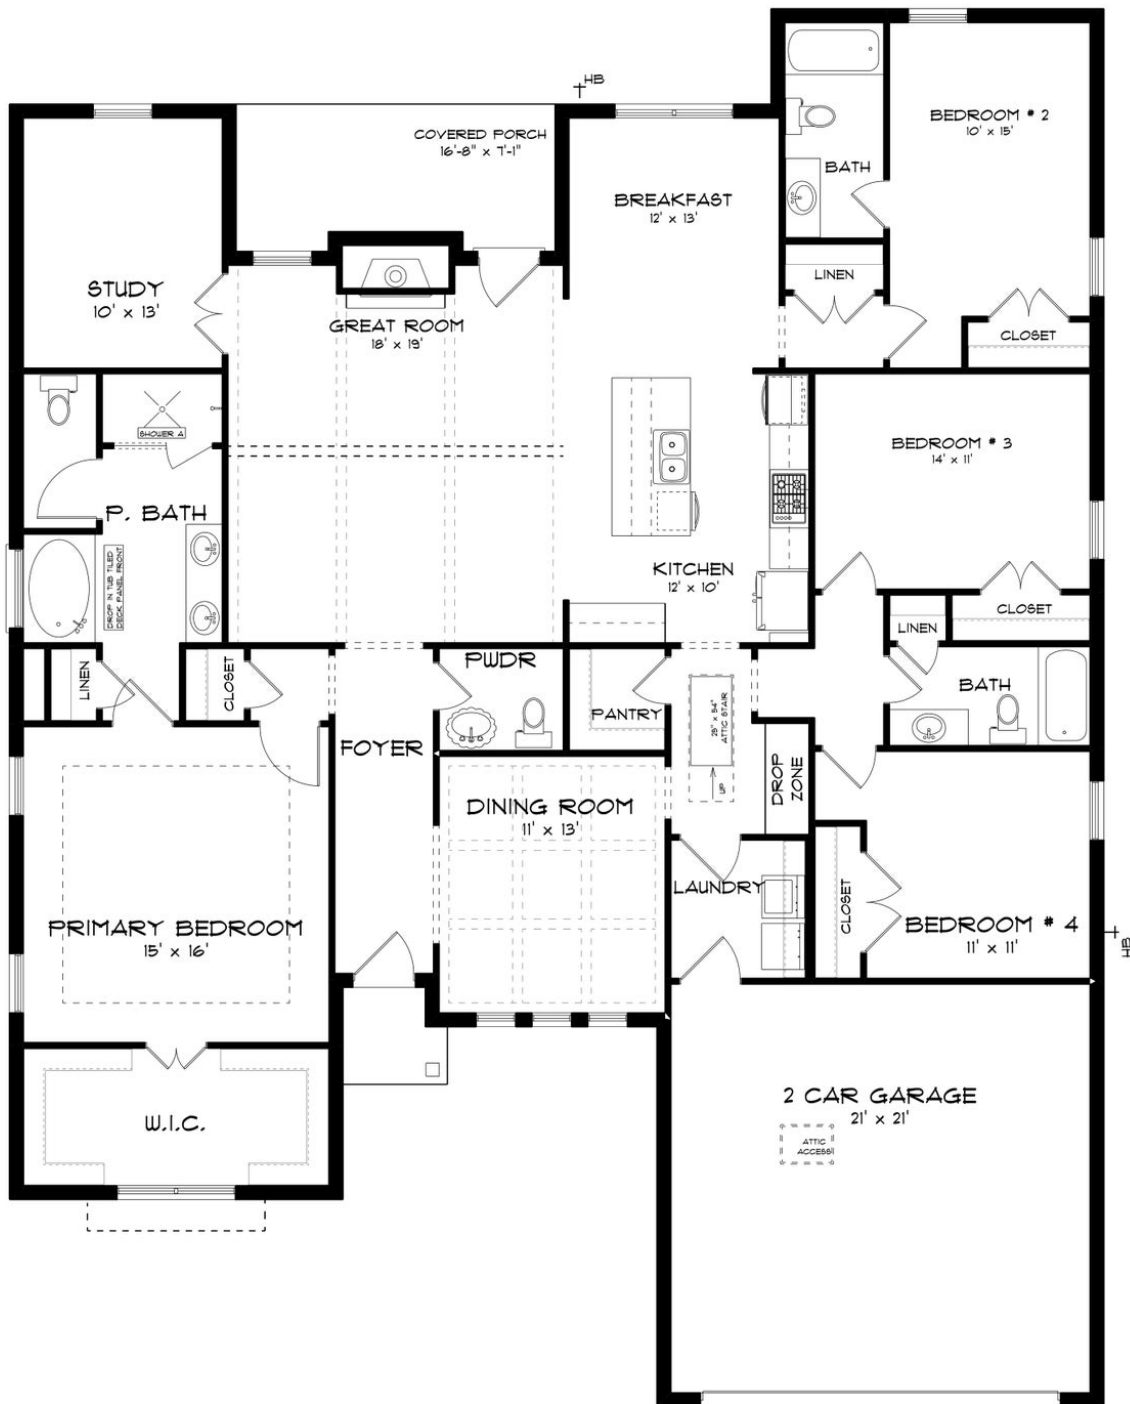 HB
COVERED PORCH
16'-8" x 7'-1"
BEDROOM # 2
10' x 15'
BATH
BREAKFAST
12' x 13'
LINEN
STUDY
10' x 13'
GREAT ROOM
18' x 19'
CLOSET
SHOWER A
BEDROOM # 3
14' x 11'
P. BATH
DROP IN TUB TILED
DECK, PANEL FRONT
KITCHEN
12' x 10'
CLOSET
LINEN
LINEN
CLOSET
PWDR
BATH
PANTRY
25" x 54"
ATTIC STAIR
UP
FOYER
DROP
ZONE
DINING ROOM
11' x 13'
LAUNDRY
CLOSET
PRIMARY BEDROOM
15' x 16'
BEDROOM # 4
11' x 11'
HB
W.I.C.
2 CAR GARAGE
21' x 21'
ATTIC
ACCESS